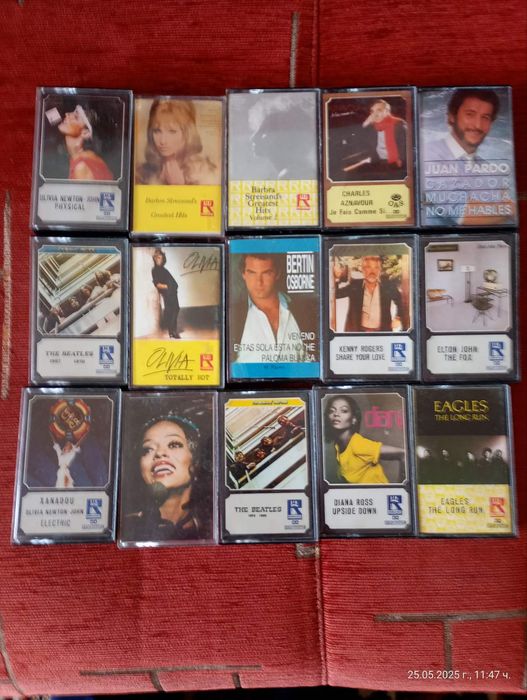 OLIVIA NEWTON-JOHN
PHYSICAL
Barbra Streisand's
Greatest Hits
Barbra
Streisand's
Greatest
Hits
Volume 2
CHARLES
AZNAVOUR
Je Fais Comme Si...
JUAN PARDO
CAZADOR
MUCHACHA
NO ME HABLES
THE BEATLES
1967 1970
OLIVIA
OLIVIA
TOTALLY HOT
BERTIN
OSBORNE
VENENO
ESTAS SOLA ESTA NOCHE
PALOMA BLANCA
KENNY ROGERS
SHARE YOUR LOVE
ELTON JOHN
THE FOX
XANADOU
OLIVIA NEWTON JOHN
ELECTRIC
THE BEATLES
diana
DIANA ROSS
UPSIDE DOWN
EAGLES
THE LONG RUN
EAGLES
THE LONG RUN
25.05.2025 г., 11:47 ч.